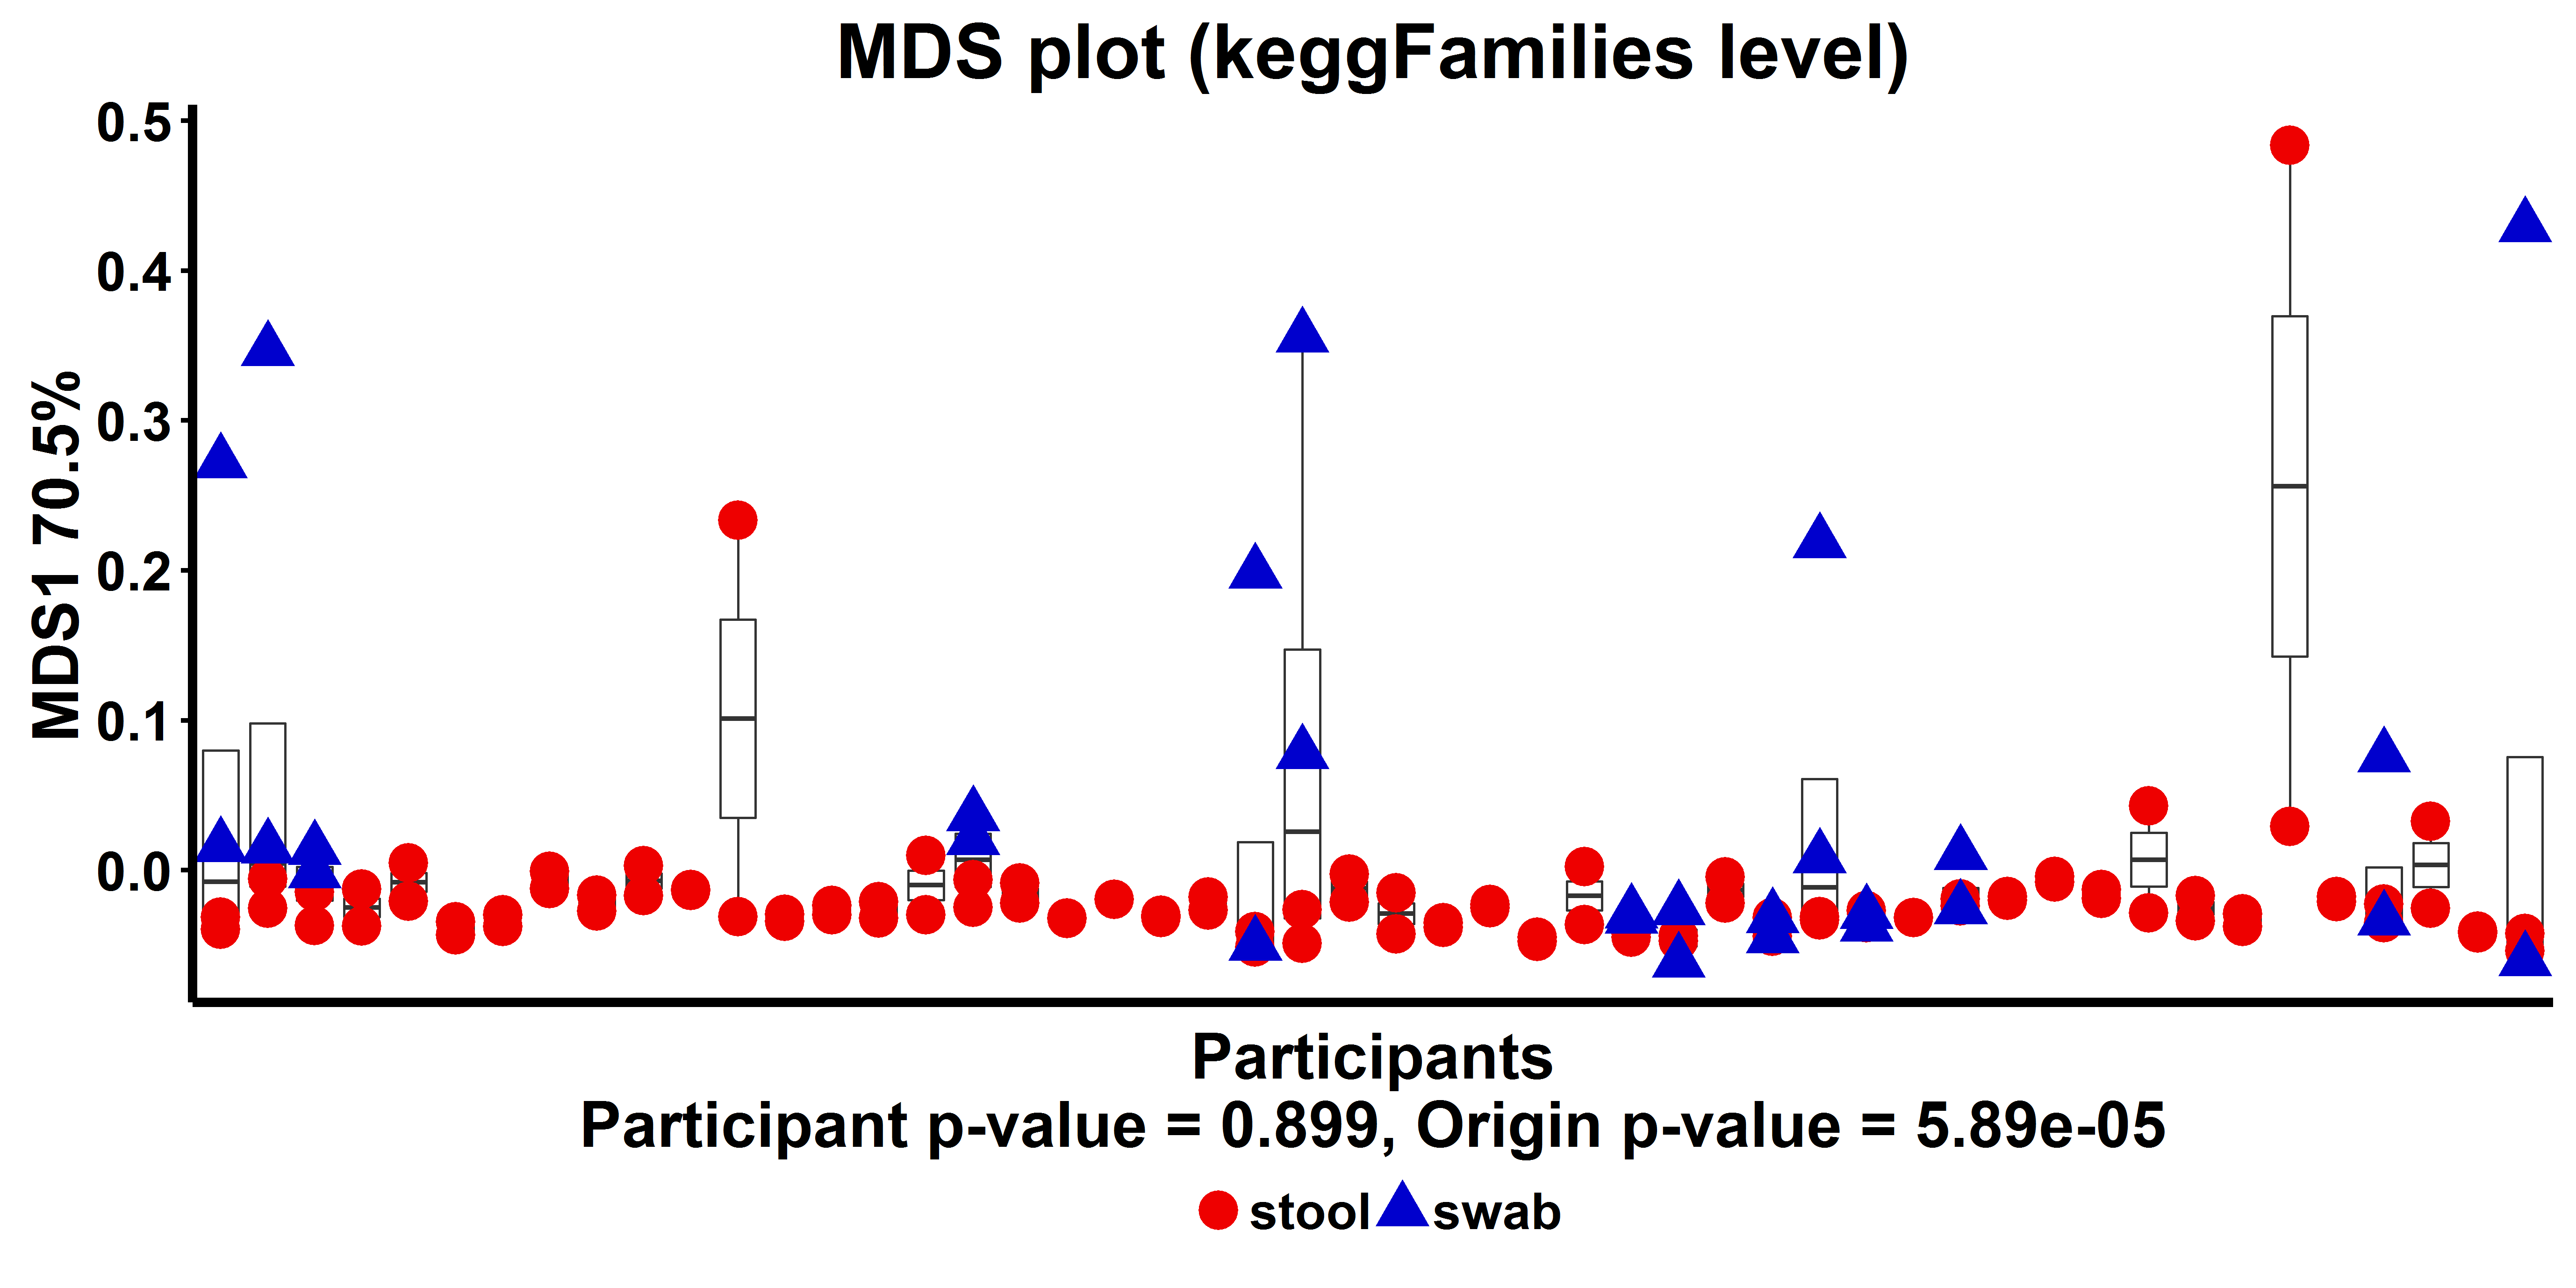 MDS plot (keggFamilies level)
MDS1 70.5%
0.5
0.4
0.3
0.2
0.1
0.0
Participants
Participant p-value = 0.899, Origin p-value = 5.89e-05
stool swab